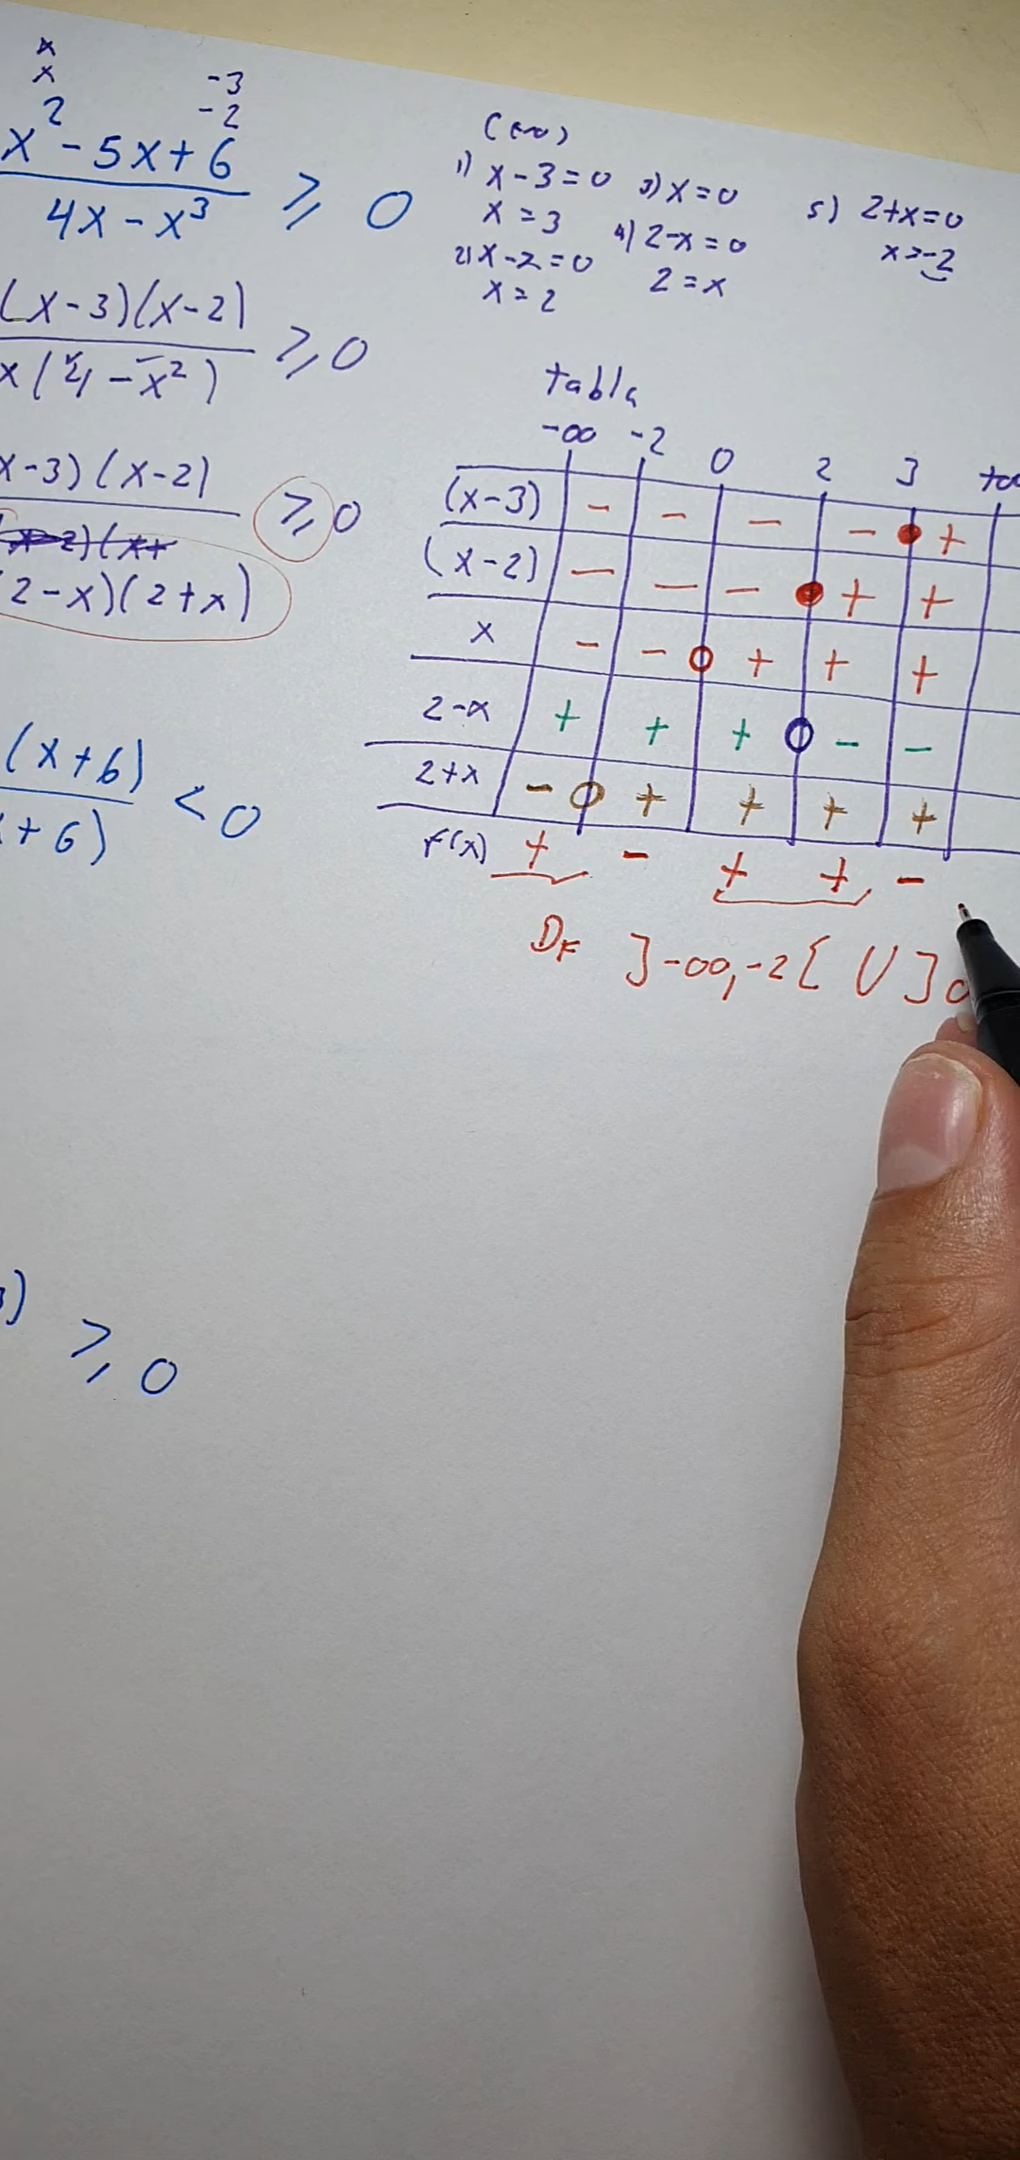 x
x -3
-2
x² - 5x + 6
4x - x³
≥ 0
(x-3)(x-2)
x(4 - x²)
≥ 0
x-3)(x-2)
≥ 0
2-x)(2+x)
(x+6)
+6)
< 0
)
≥ 0
1) x-3=0
x=3
2) x-2=0
x=2
3) x=0
4) 2-x=0
2=x
5) 2+x=0
x=-2
tabla
-∞ -2 0 2 3 +∞
(x-3) - - - - +
(x-2) - - - + +
x - - + + +
2-x + + + - -
2+x - + + + +
f(x) + - + + -
DF ]-∞,-2[ U ]0